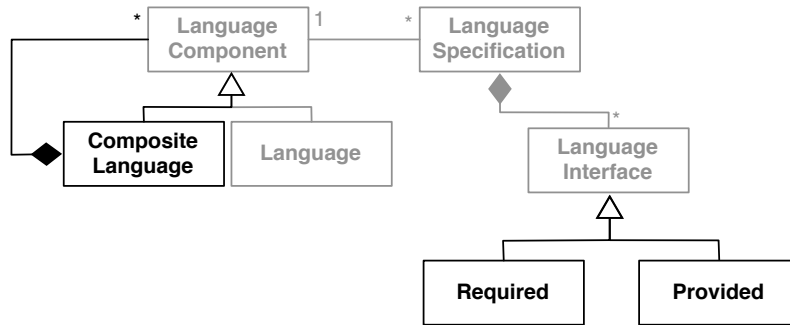 *
Language
Component
1
*
Language
Specification
Composite
Language
Language
*
Language
Interface
Required
Provided